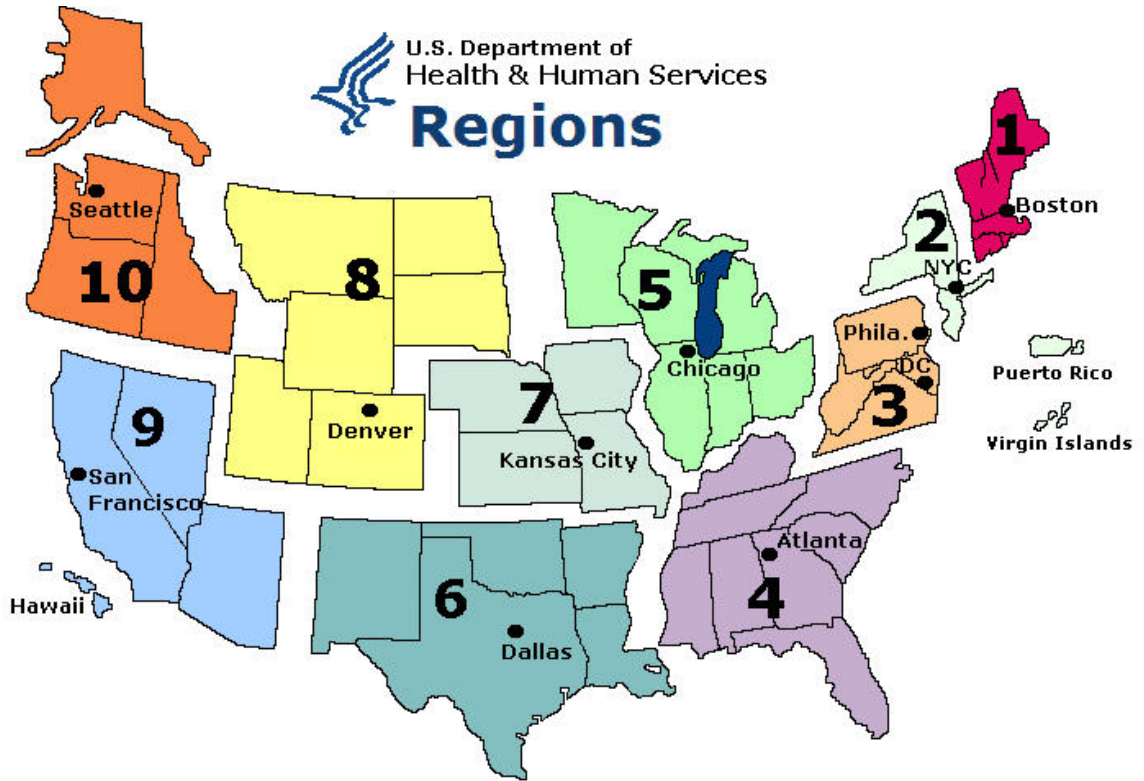 U.S. Department of
Health & Human Services
Regions
1
Seattle
Boston
2
NYC
10
8
5
Phila.
DC
Chicago
Puerto Rico
7
3
9
Denver
Virgin Islands
Kansas City
San
Francisco
Atlanta
Hawaii
6
4
Dallas